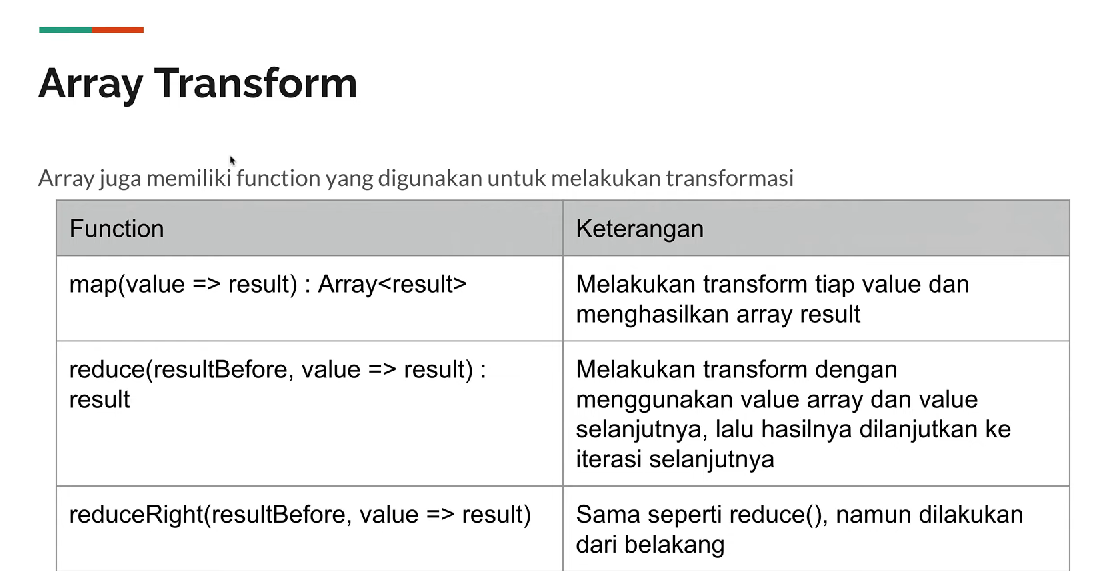 Array Transform
Array juga memiliki function yang digunakan untuk melakukan transformasi
Function
Keterangan
map(value => result) : Array<result>
Melakukan transform tiap value dan
menghasilkan array result
reduce(resultBefore, value => result) :
result
Melakukan transform dengan
menggunakan value array dan value
selanjutnya, lalu hasilnya dilanjutkan ke
iterasi selanjutnya
reduceRight(resultBefore, value => result)
Sama seperti reduce(), namun dilakukan
dari belakang